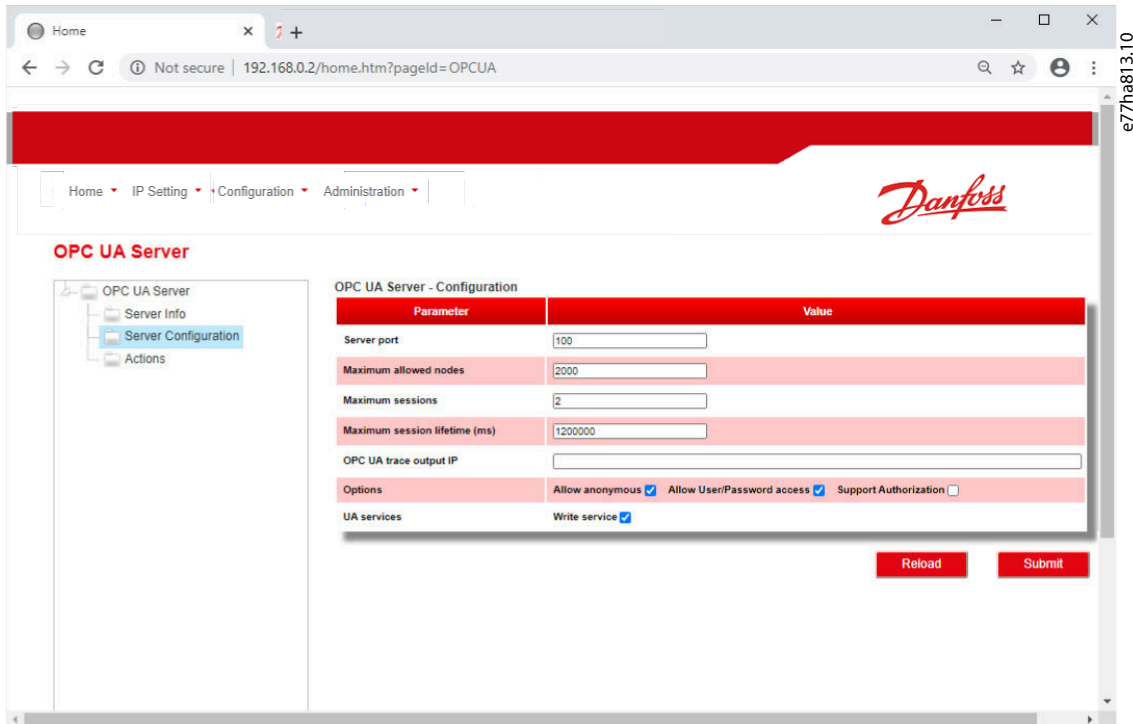 Home
Not secure | 192.168.0.2/home.htm?pageId=OPCUA
e77ha813.10
Home IP Setting Configuration Administration
Danfoss
OPC UA Server
OPC UA Server
Server Info
Server Configuration
Actions
OPC UA Server - Configuration
Parameter Value
Server port 100
Maximum allowed nodes 2000
Maximum sessions 2
Maximum session lifetime (ms) 1200000
OPC UA trace output IP
Options Allow anonymous Allow User/Password access Support Authorization
UA services Write service
Reload Submit